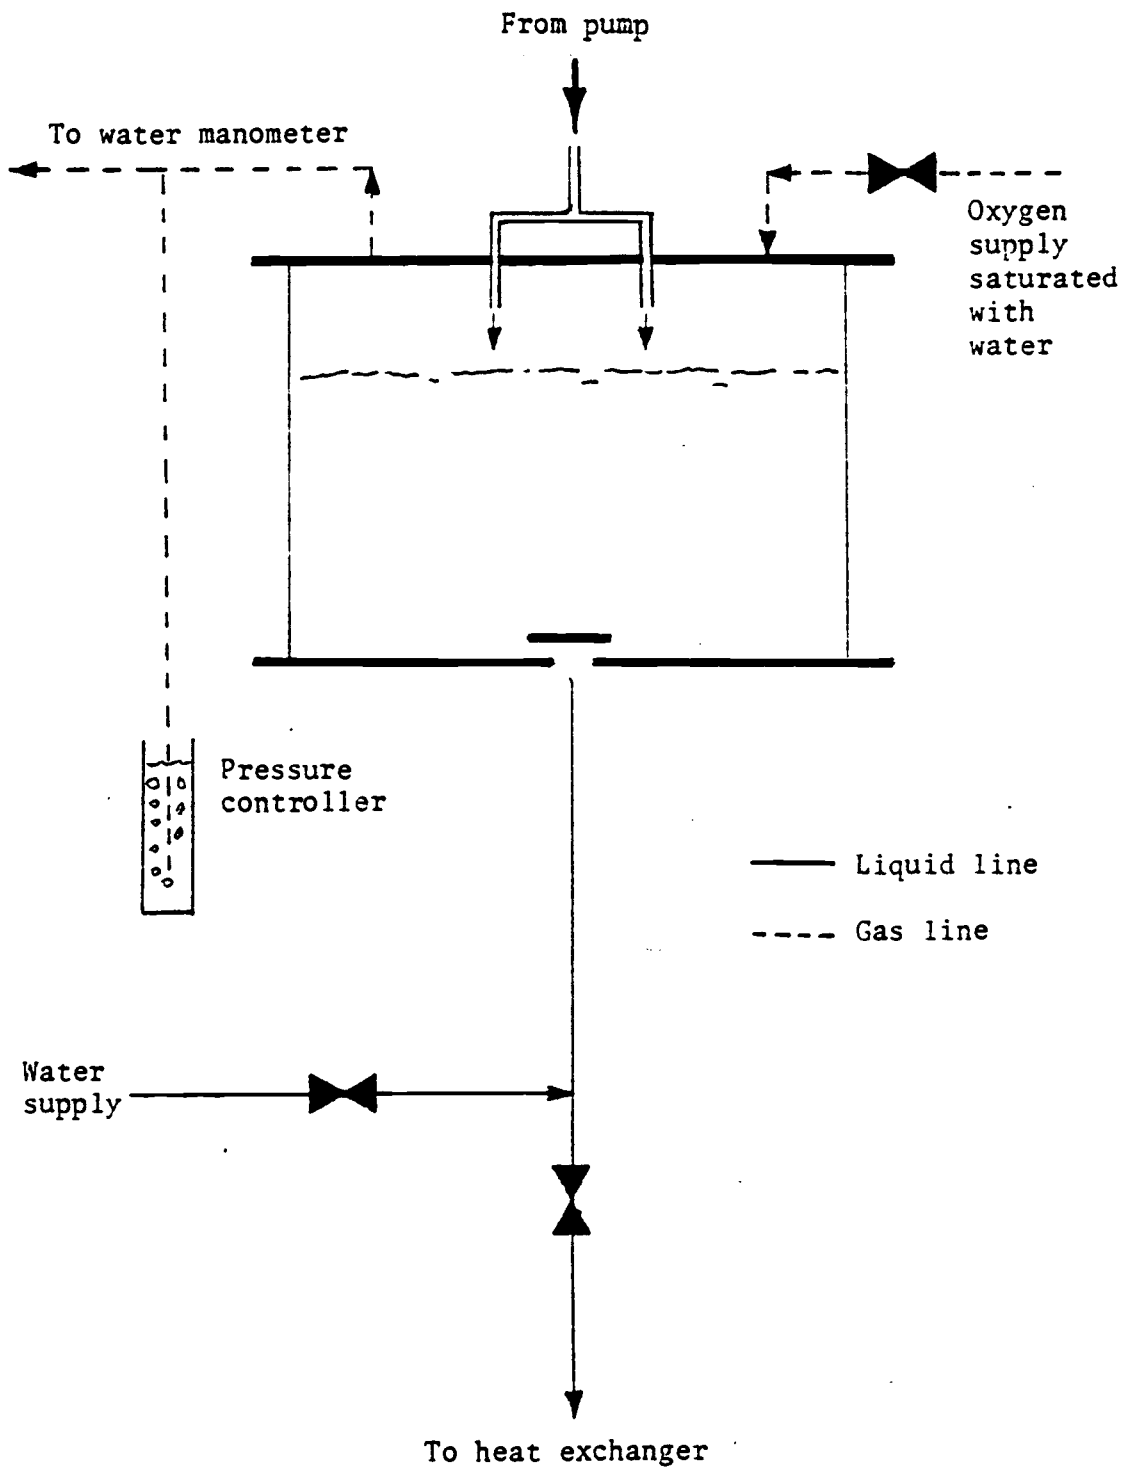 From pump
To water manometer
Oxygen
supply
saturated
with
water
Pressure
controller
Liquid line
Gas line
Water
supply
To heat exchanger